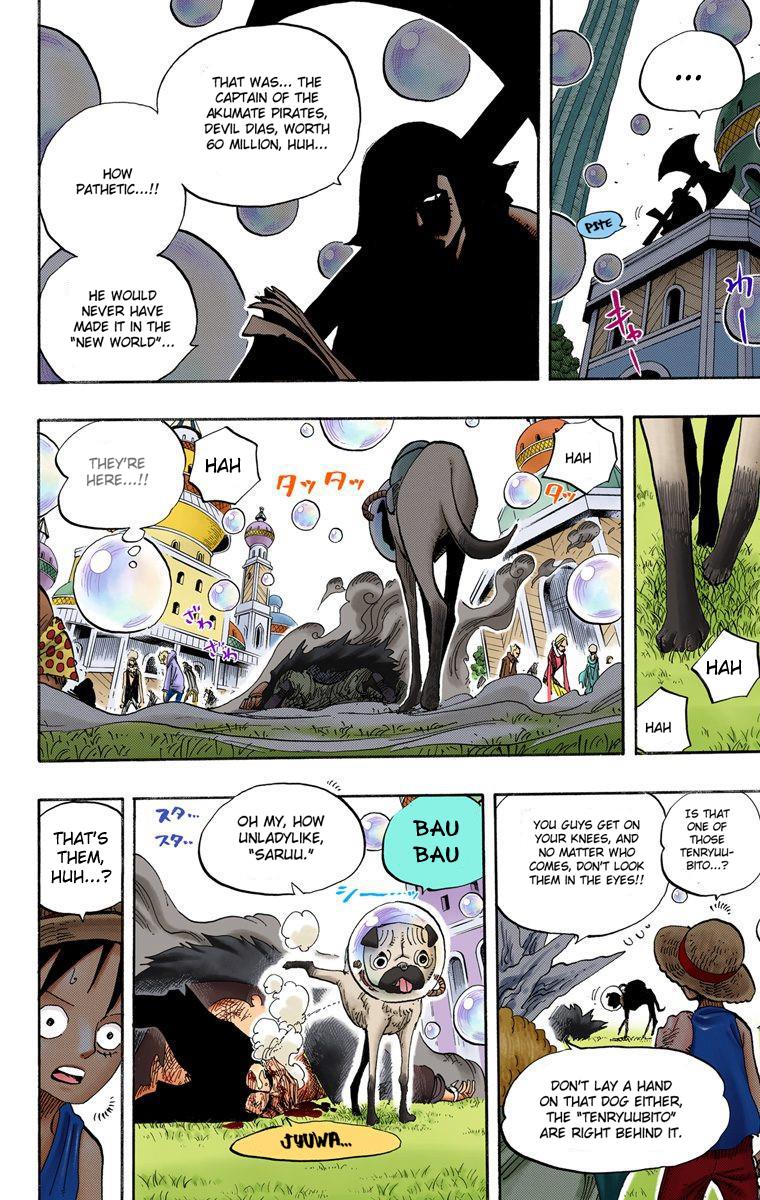 ...
PSTE
きゃー
わー
THAT WAS... THE
CAPTAIN OF THE
AKUMATE PIRATES,
DEVIL DIAS, WORTH
60 MILLION, HUH...
HOW
PATHETIC...!!
HE WOULD
NEVER HAVE
MADE IT IN THE
"NEW WORLD"...
HAH
HAH
HAH
タッ
タッ タッ
HAH
THEY'RE
HERE...!!
ざわ
ざわ
IS THAT
ONE OF
THOSE
TENRYUU-
BITO...?
YOU GUYS GET ON
YOUR KNEES, AND
NO MATTER WHO
COMES, DON'T LOOK
THEM IN THE EYES!!
DON'T LAY A HAND
ON THAT DOG EITHER,
THE "TENRYUUBITO"
ARE RIGHT BEHIND IT.
BAU
BAU
シー・・・っ
OH MY, HOW
UNLADYLIKE,
"SARUU."
スタ...
スタ..
JYUWA...
THAT'S
THEM,
HUH...?